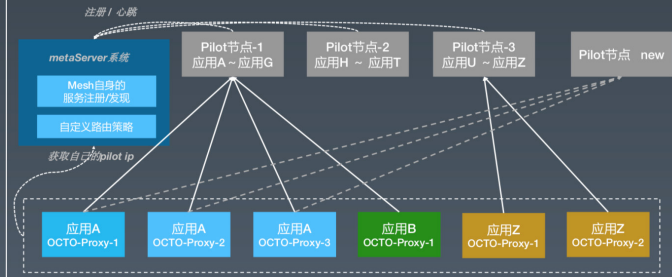 注册 / 心跳
metaServer系统
Mesh自身的
服务注册/发现
自定义路由策略
获取自己的pilot ip
Pilot节点-1
应用A ~ 应用G
Pilot节点-2
应用H ~ 应用T
Pilot节点-3
应用U ~ 应用Z
Pilot节点 new
应用A
OCTO-Proxy-1
应用A
OCTO-Proxy-2
应用A
OCTO-Proxy-3
应用B
OCTO-Proxy-1
应用Z
OCTO-Proxy-1
应用Z
OCTO-Proxy-2